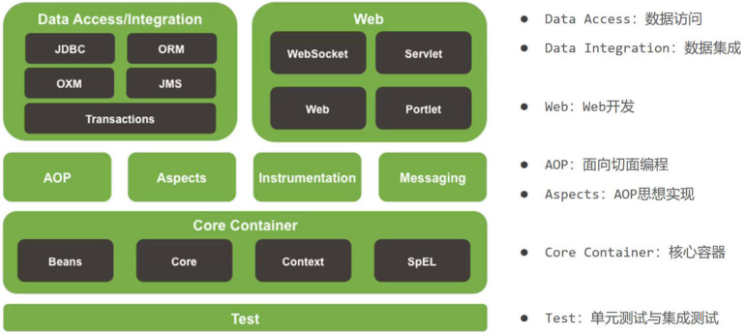 Data Access/Integration
JDBC
ORM
OXM
JMS
Transactions
Web
WebSocket
Servlet
Web
Portlet
AOP
Aspects
Instrumentation
Messaging
Core Container
Beans
Core
Context
SpEL
Test
● Data Access：数据访问
● Data Integration：数据集成
● Web：Web开发
● AOP：面向切面编程
● Aspects：AOP思想实现
● Core Container：核心容器
● Test：单元测试与集成测试